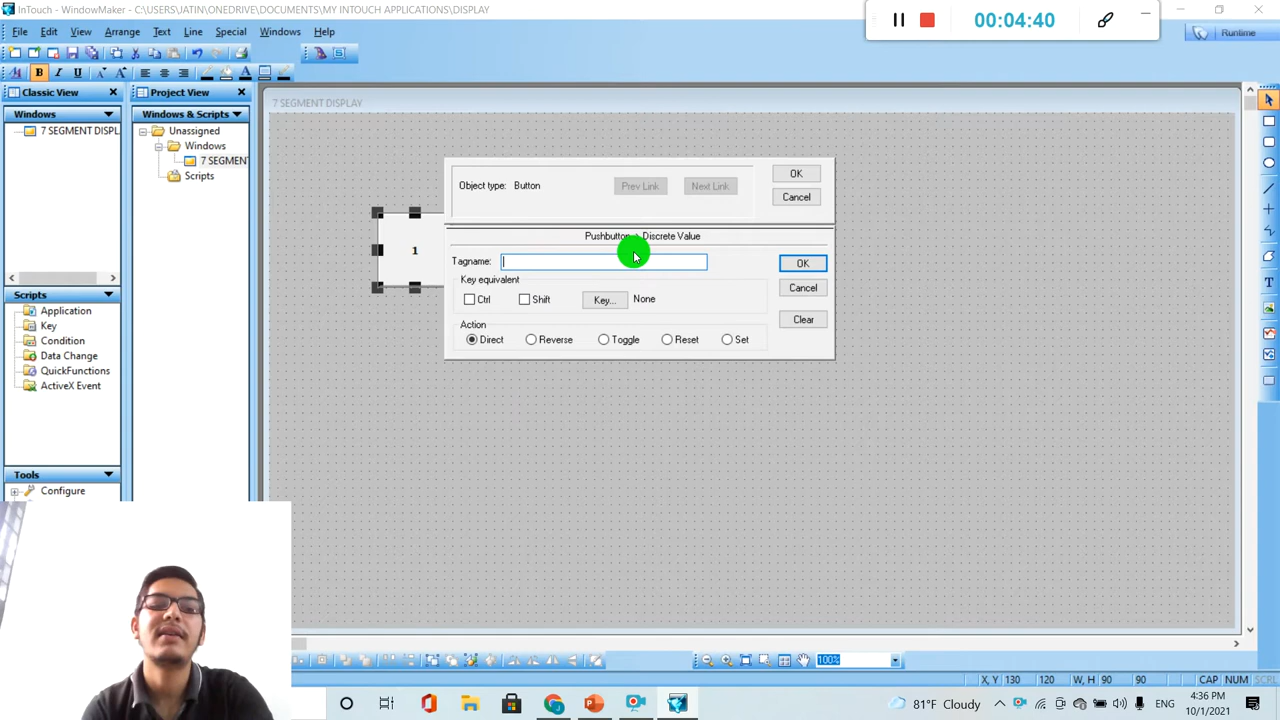 InTouch - WindowMaker - C:\USERS\JATIN\ONEDRIVE\DOCUMENTS\MY INTOUCH APPLICATIONS\DISPLAY
00:04:40
File Edit View Arrange Text Line Special Windows Help
Runtime
B I U
Classic View
Project View
7 SEGMENT DISPLAY
Windows
Windows & Scripts
7 SEGMENT DISPL
Unassigned
Windows
7 SEGMENT
Scripts
Object type: Button
Prev Link
Next Link
OK
Cancel
Pushbutton -> Discrete Value
1
Tagname:
OK
Key equivalent
Ctrl
Shift
Key...
None
Cancel
Clear
Action
Direct
Reverse
Toggle
Reset
Set
Scripts
Application
Key
Condition
Data Change
QuickFunctions
ActiveX Event
Tools
Configure
100%
X, Y 130 120 W, H 90 90 CAP NUM SCRL
81°F Cloudy
ENG
4:36 PM
10/1/2021